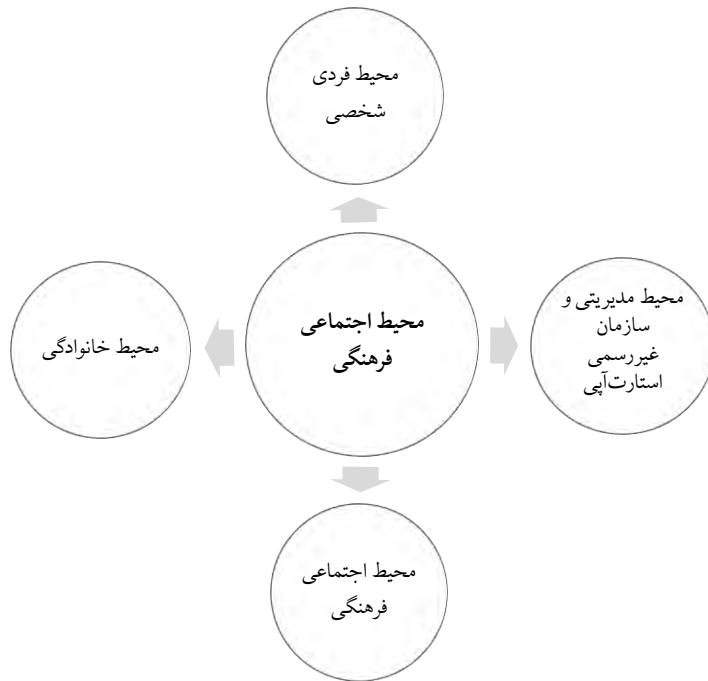 محیط فردی
شخصی
محیط مدیریتی و
سازمان
غیررسمی
استارت‌آپی
محیط اجتماعی
فرهنگی
محیط خانوادگی
محیط اجتماعی
فرهنگی